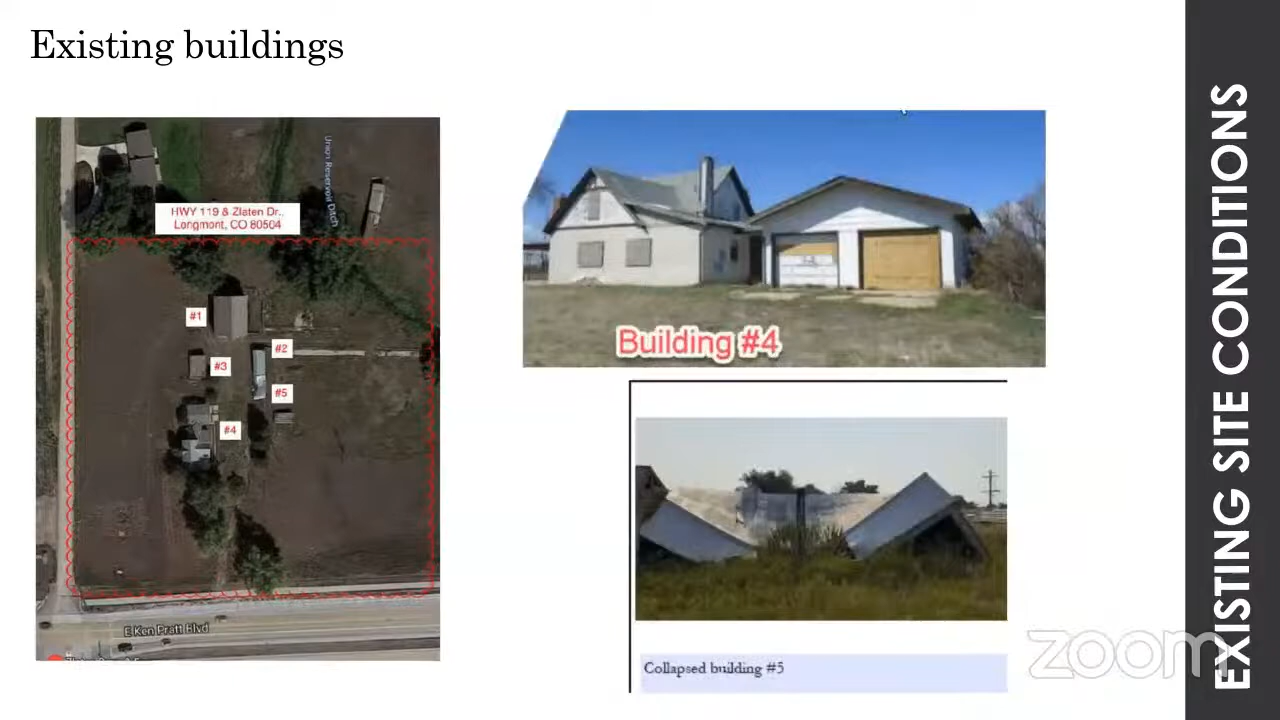 Existing buildings
Union Reservoir Ditch
HWY 119 & Zlaten Dr.,
Longmont, CO 80504
#1
#2
#3
#5
#4
E Ken Pratt Blvd
Building #4
Collapsed building #5
EXISTING SITE CONDITIONS
zoom